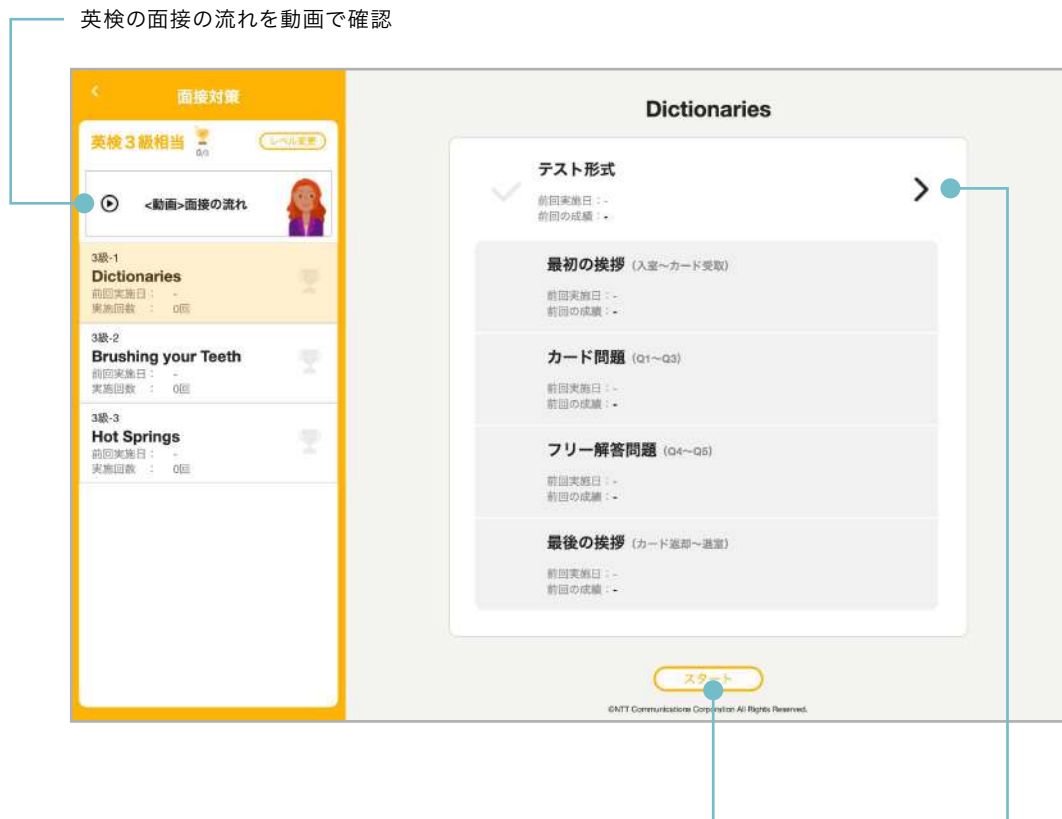 英検の面接の流れを動画で確認
面接対策
英検3級相当
0/3
レベル変更
<動画>面接の流れ
3級-1
Dictionaries
前回実施日： -
実施回数 ： 0回
3級-2
Brushing your Teeth
前回実施日： -
実施回数 ： 0回
3級-3
Hot Springs
前回実施日： -
実施回数 ： 0回
Dictionaries
テスト形式
前回実施日：-
前回の成績：-
最初の挨拶（入室〜カード受取）
前回実施日：-
前回の成績：-
カード問題（Q1〜Q3）
前回実施日：-
前回の成績：-
フリー解答問題（Q4〜Q5）
前回実施日：-
前回の成績：-
最後の挨拶（カード返却〜退室）
前回実施日：-
前回の成績：-
スタート
©NTT Communications Corporation All Rights Reserved.